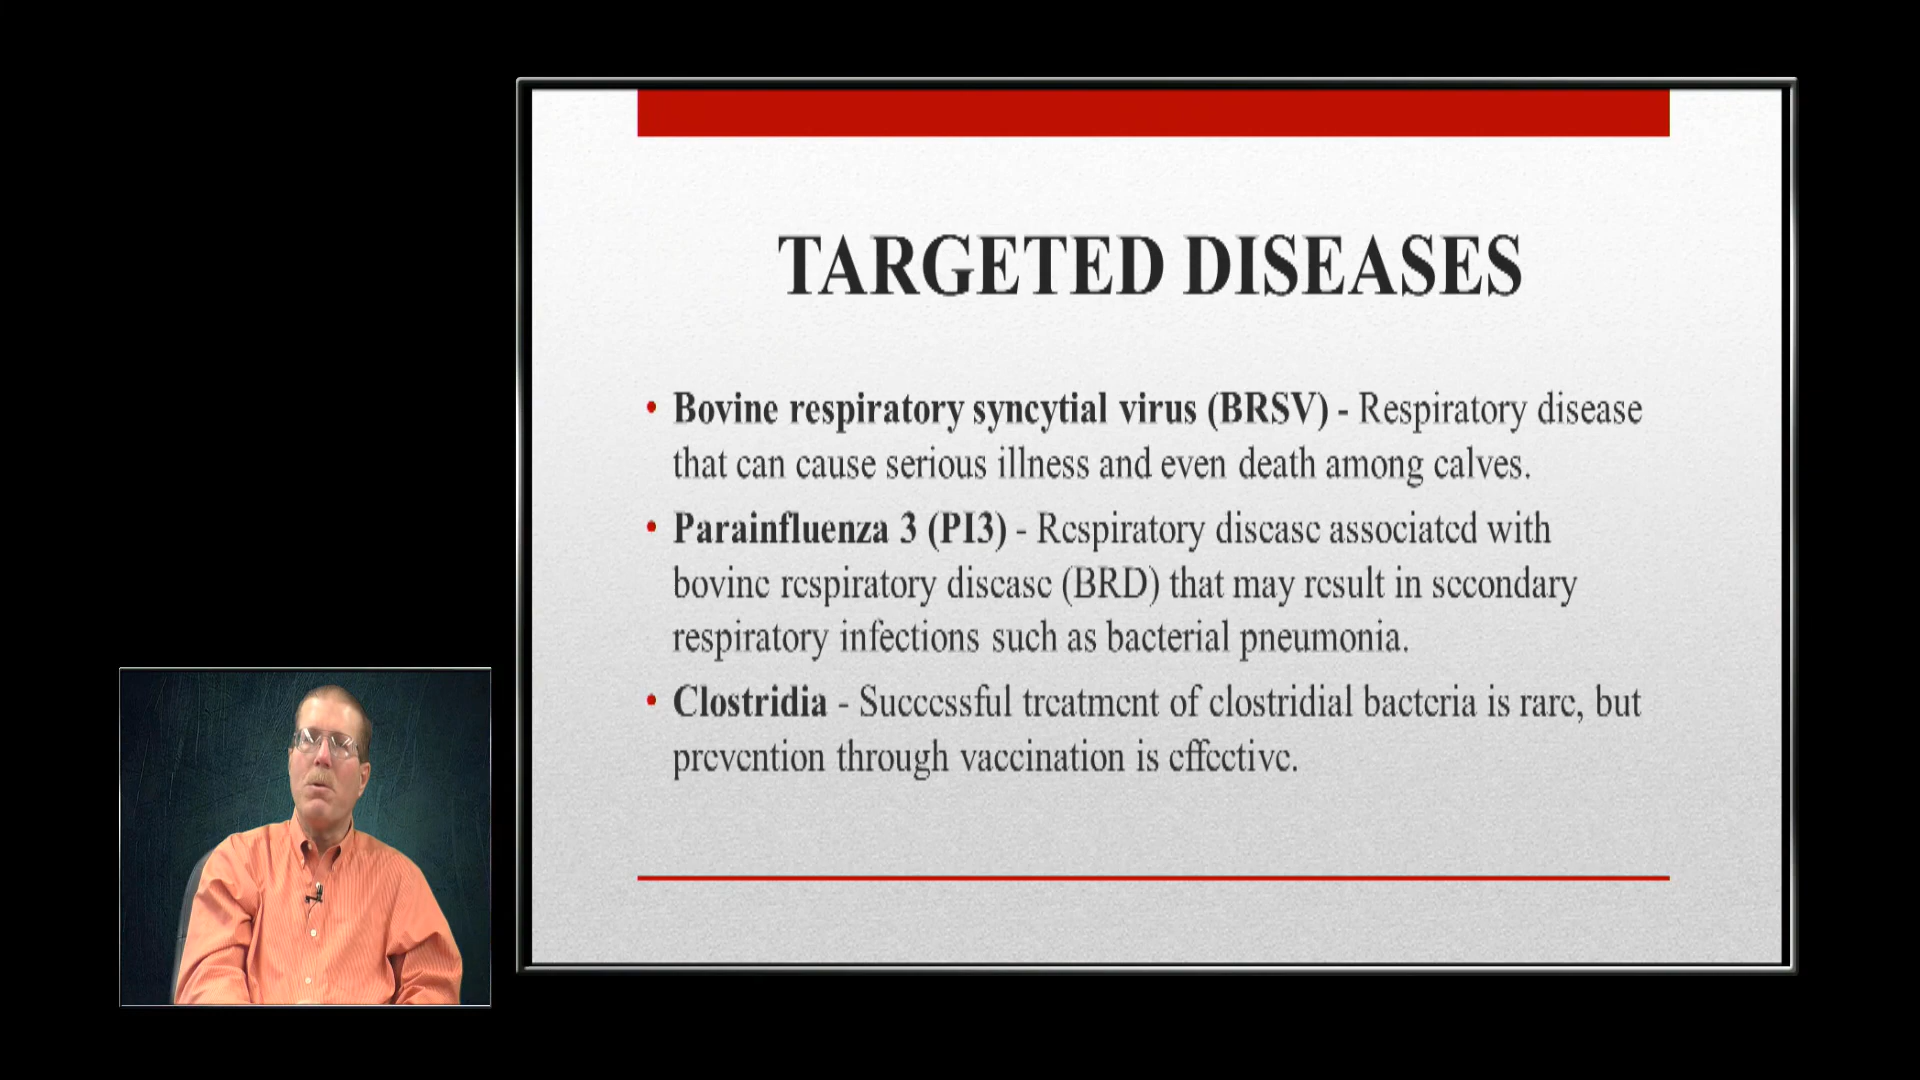 TARGETED DISEASES
• Bovine respiratory syncytial virus (BRSV) - Respiratory disease
that can cause serious illness and even death among calves.
• Parainfluenza 3 (PI3) - Respiratory disease associated with
bovine respiratory disease (BRD) that may result in secondary
respiratory infections such as bacterial pneumonia.
• Clostridia - Successful treatment of clostridial bacteria is rare, but
prevention through vaccination is effective.